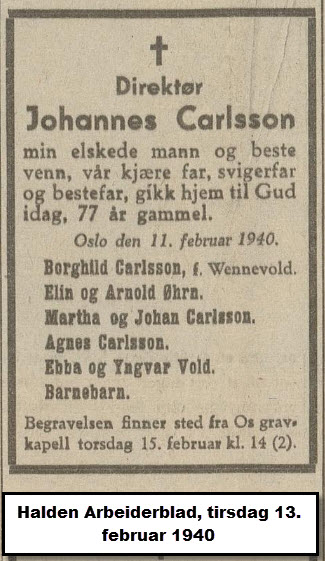 Direktør
Johannes Carlsson
min elskede mann og beste
venn, vår kjære far, svigerfar
og bestefar, gikk hjem til Gud
idag, 77 år gammel.
Oslo den 11. februar 1940.
Borghild Carlsson, f. Wennevold.
Elin og Arnold Øhrn.
Martha og Johan Carlsson.
Agnes Carlsson.
Ebba og Yngvar Vold.
Barnebarn.
Begravelsen finner sted fra Os grav-
kapell torsdag 15. februar kl. 14 (2).
Halden Arbeiderblad, tirsdag 13.
februar 1940